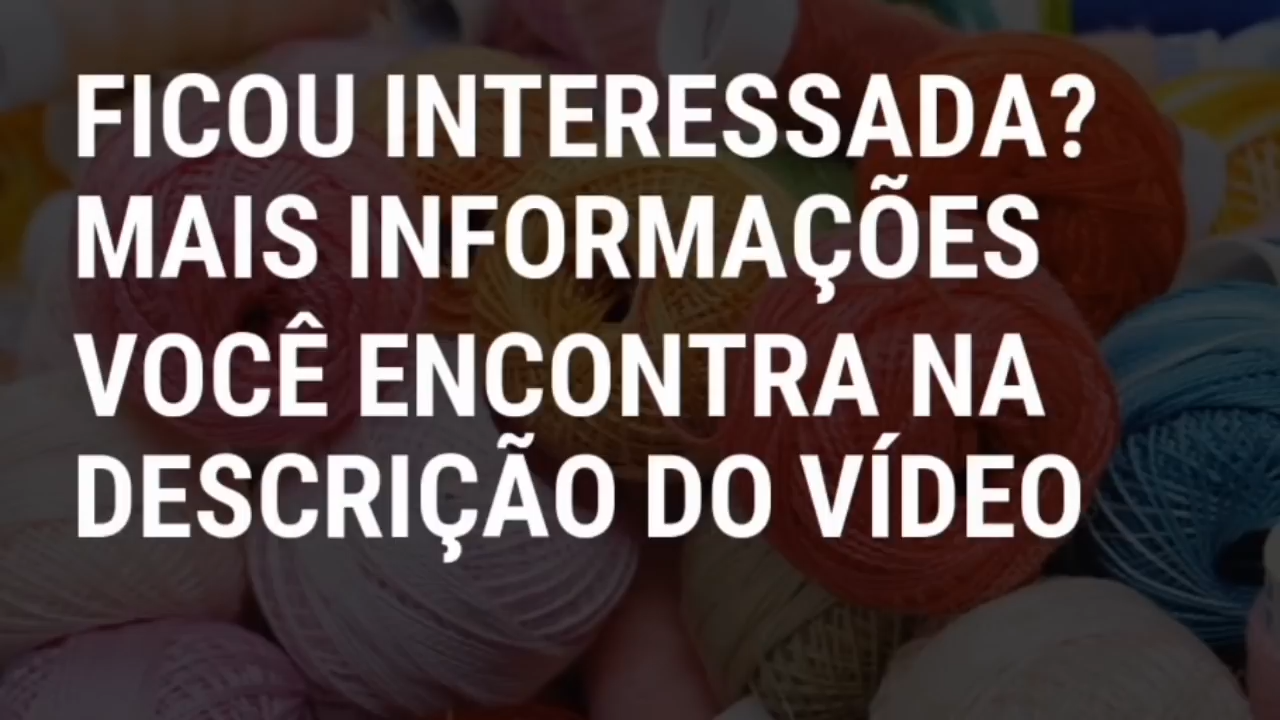 FICOU INTERESSADA?
MAIS INFORMAÇÕES
VOCÊ ENCONTRA NA
DESCRIÇÃO DO VÍDEO